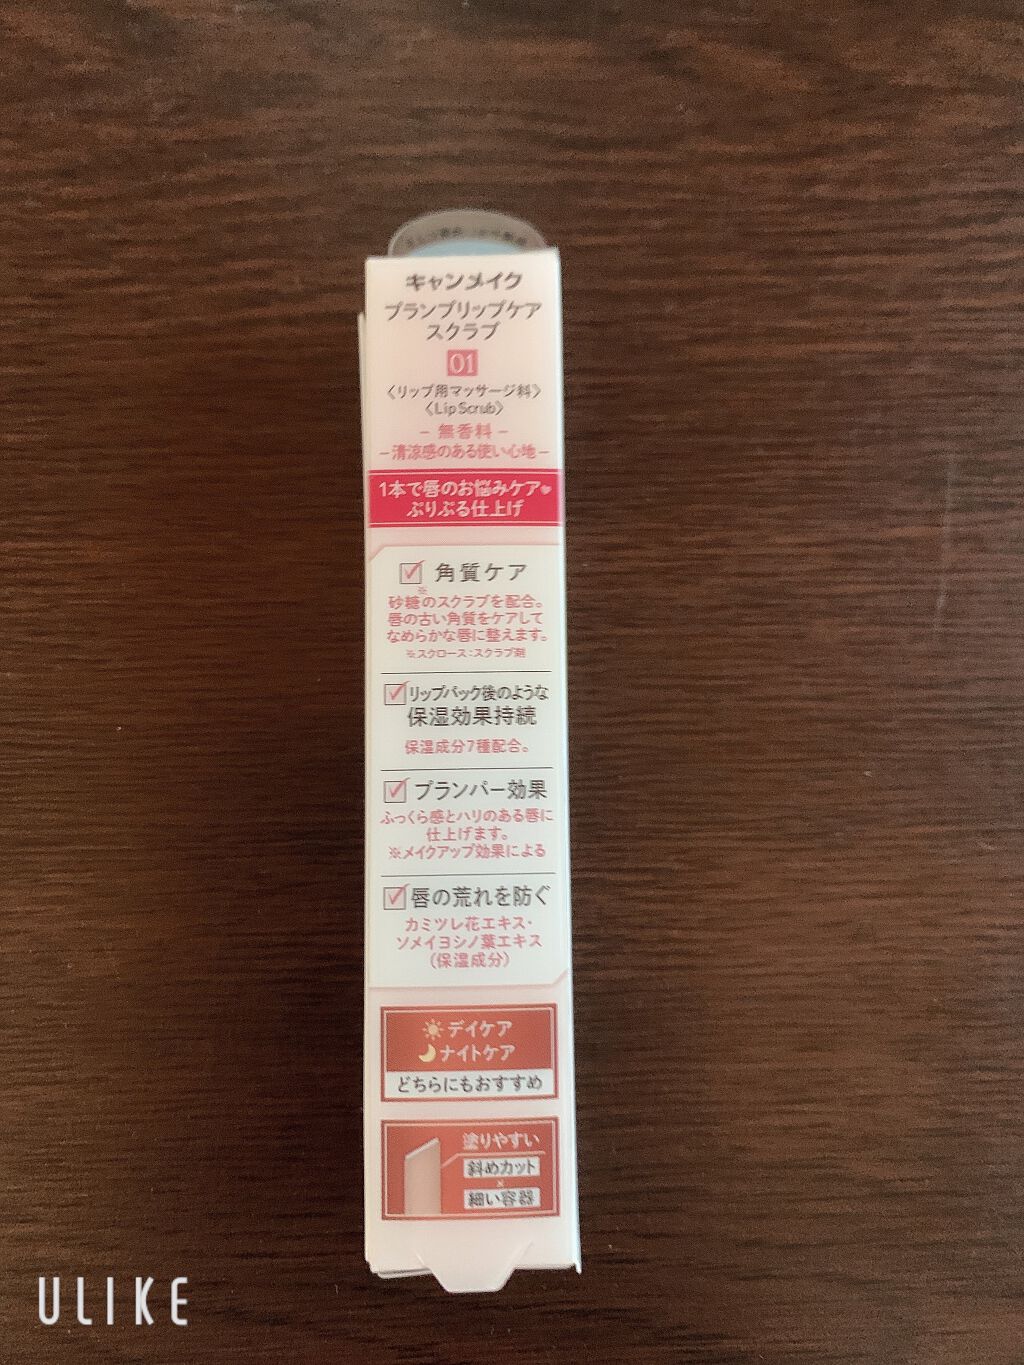 キャンメイク
プランプリップケア
スクラブ
01
〈リップ用マッサージ料〉
〈Lip Scrub〉
－無香料－
－清涼感のある使い心地－
1本で唇のお悩みケア♥
ぷりぷる仕上げ
角質ケア
※
砂糖のスクラブを配合。
唇の古い角質をケアして
なめらかな唇に整えます。
※スクロース：スクラブ剤
リップパック後のような
保湿効果持続
保湿成分7種配合。
プランパー効果
ふっくら感とハリのある唇に
仕上げます。
※メイクアップ効果による
唇の荒れを防ぐ
カミツレ花エキス・
ソメイヨシノ葉エキス
(保湿成分)
デイケア
ナイトケア
どちらにもおすすめ
塗りやすい
斜めカット
×
細い容器
ULIKE